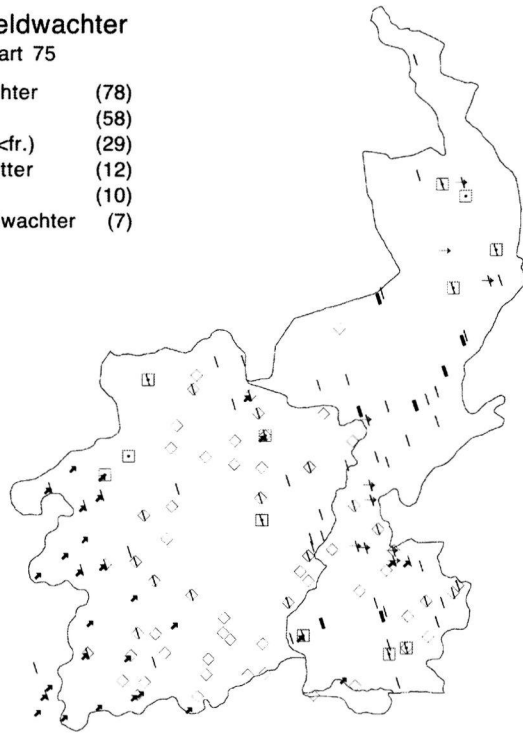 eldwachter
art 75
hter (78)
(58)
<fr.) (29)
tter (12)
(10)
wachter (7)